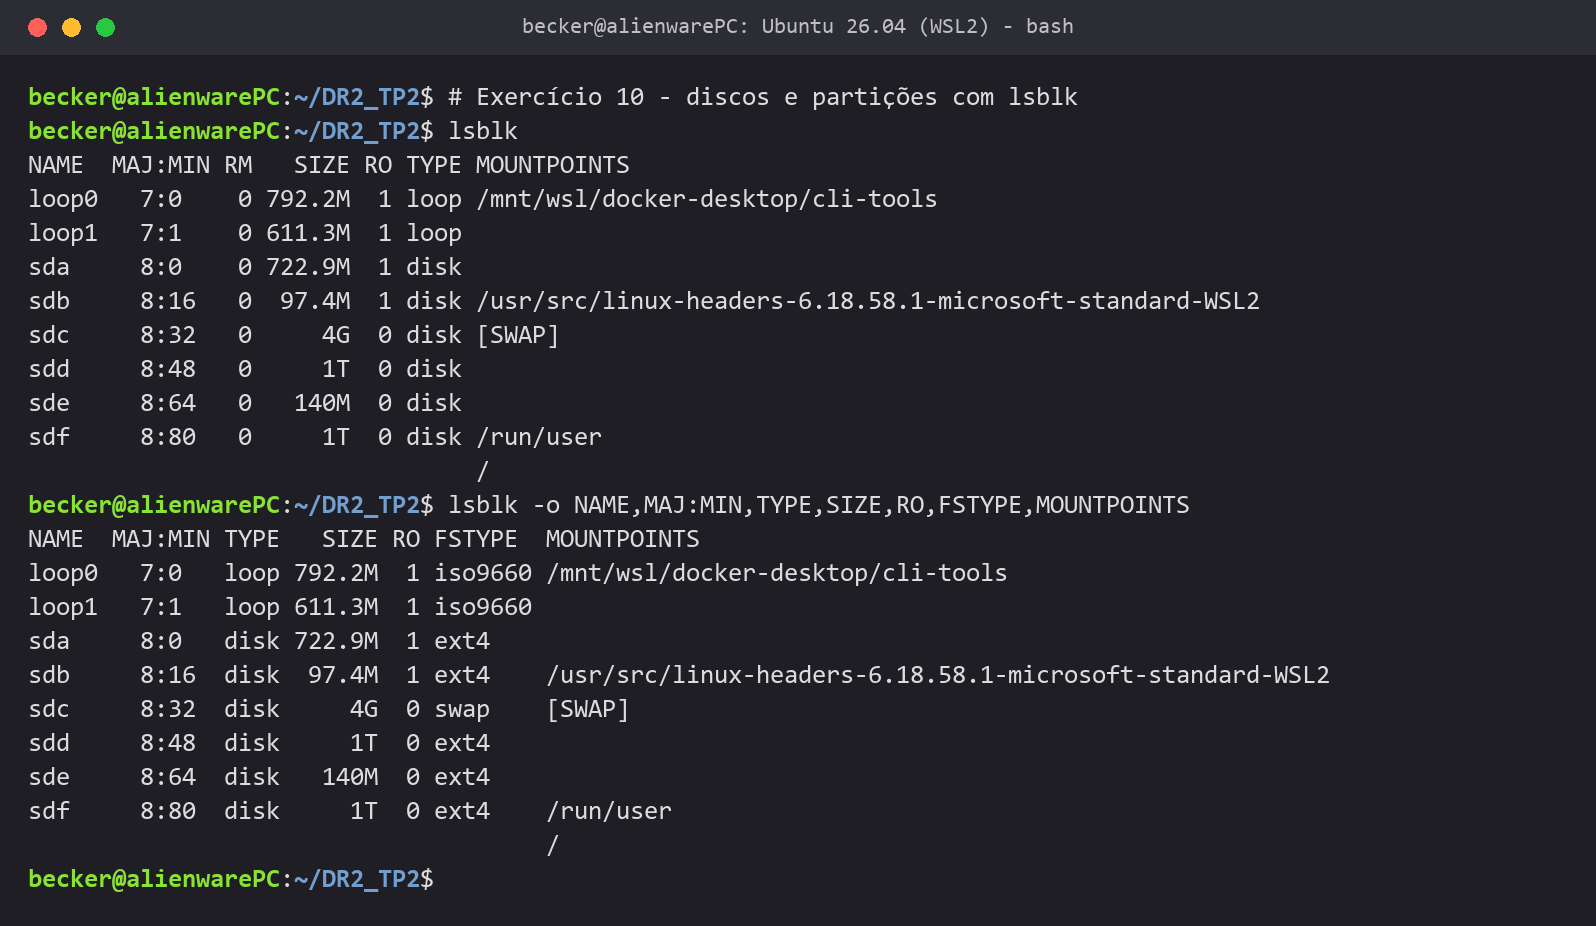 becker@alienwarePC: Ubuntu 26.04 (WSL2) - bash
becker@alienwarePC:~/DR2_TP2$ # Exercício 10 - discos e partições com lsblk
becker@alienwarePC:~/DR2_TP2$ lsblk
NAME  MAJ:MIN RM   SIZE RO TYPE MOUNTPOINTS
loop0   7:0    0 792.2M  1 loop /mnt/wsl/docker-desktop/cli-tools
loop1   7:1    0 611.3M  1 loop
sda     8:0    0 722.9M  1 disk
sdb     8:16   0  97.4M  1 disk /usr/src/linux-headers-6.18.58.1-microsoft-standard-WSL2
sdc     8:32   0     4G  0 disk [SWAP]
sdd     8:48   0     1T  0 disk
sde     8:64   0   140M  0 disk
sdf     8:80   0     1T  0 disk /run/user
                                /
becker@alienwarePC:~/DR2_TP2$ lsblk -o NAME,MAJ:MIN,TYPE,SIZE,RO,FSTYPE,MOUNTPOINTS
NAME  MAJ:MIN TYPE   SIZE RO FSTYPE  MOUNTPOINTS
loop0   7:0   loop 792.2M  1 iso9660 /mnt/wsl/docker-desktop/cli-tools
loop1   7:1   loop 611.3M  1 iso9660
sda     8:0   disk 722.9M  1 ext4
sdb     8:16  disk  97.4M  1 ext4    /usr/src/linux-headers-6.18.58.1-microsoft-standard-WSL2
sdc     8:32  disk     4G  0 swap    [SWAP]
sdd     8:48  disk     1T  0 ext4
sde     8:64  disk   140M  0 ext4
sdf     8:80  disk     1T  0 ext4    /run/user
                                     /
becker@alienwarePC:~/DR2_TP2$